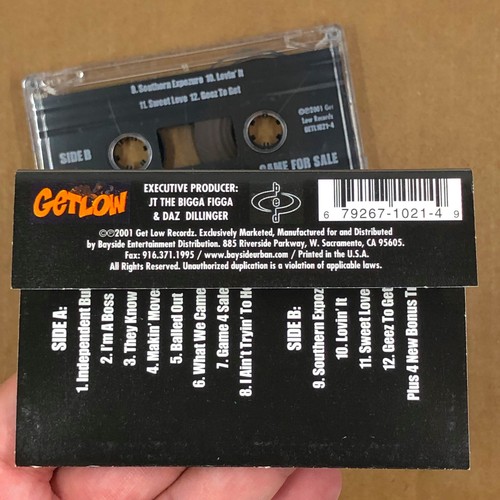 9. Southern Expozure 10. Lovin' It
11. Sweet Love 12. Geez To Get
SIDE B
℗©2001 Get
Low Recordz
GETL1021-4
GAME FOR SALE
GETLOW
EXECUTIVE PRODUCER:
JT THE BIGGA FIGGA
& DAZ DILLINGER
bed
6 79267-1021-4 9
℗©2001 Get Low Recordz. Exclusively Marketed, Manufactured for and Distributed
by Bayside Entertainment Distribution. 885 Riverside Parkway, W. Sacramento, CA 95605.
Fax: 916.371.1995 / www.baysideurban.com / Printed in the U.S.A.
All Rights Reserved. Unauthorized duplication is a violation of applicable laws.
SIDE A:
1. Independent Bu
2. I'm A Boss
3. They Know
4. Makin' Moves
5. Balled Out
6. What We Came
7. Game 4 Sale
8. I Ain't Tryin' To Ho
SIDE B:
9. Southern Expoz
10. Lovin' It
11. Sweet Love
12. Geez To Get
Plus 4 New Bonus T